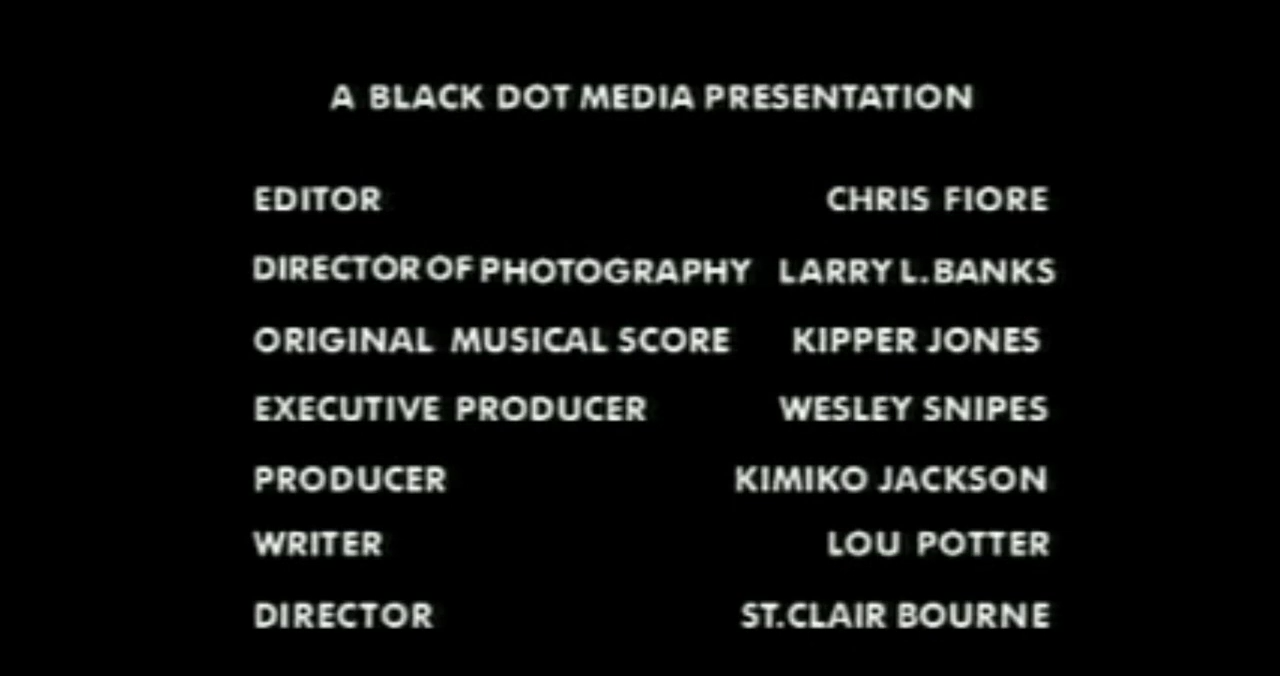 A BLACK DOT MEDIA PRESENTATION
EDITOR CHRIS FIORE
DIRECTOR OF PHOTOGRAPHY LARRY L. BANKS
ORIGINAL MUSICAL SCORE KIPPER JONES
EXECUTIVE PRODUCER WESLEY SNIPES
PRODUCER KIMIKO JACKSON
WRITER LOU POTTER
DIRECTOR ST.CLAIR BOURNE